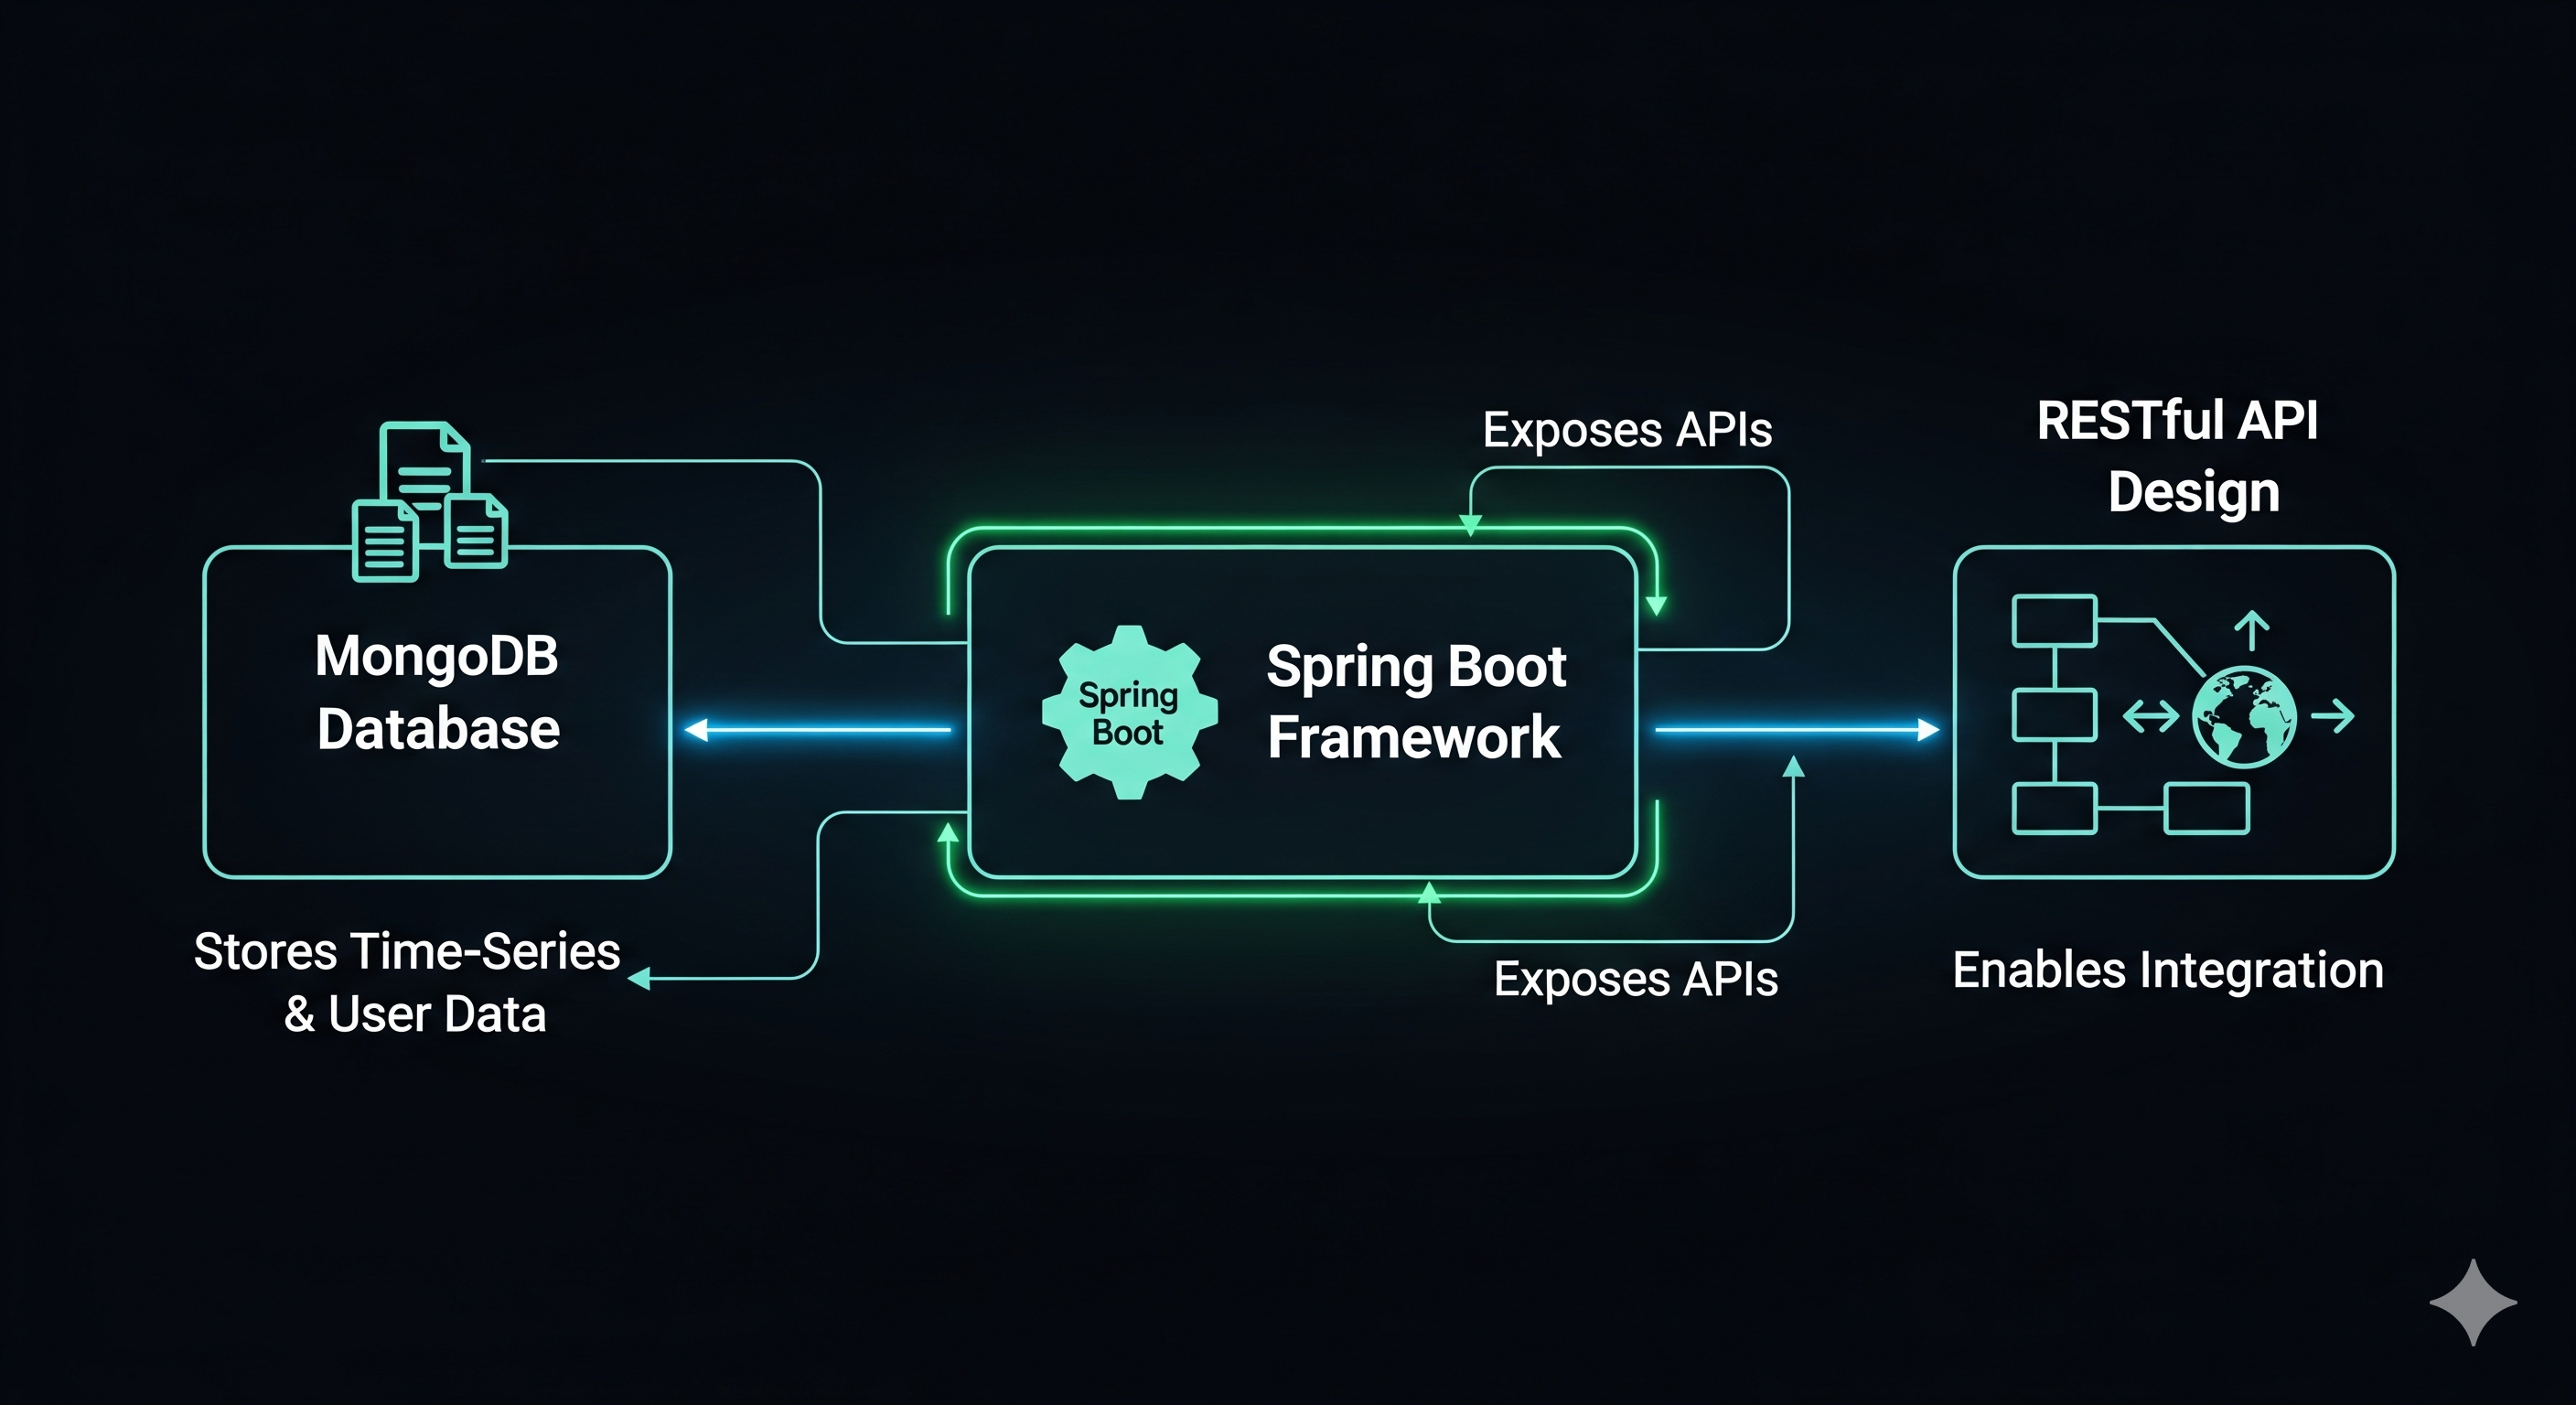 Exposes APIs
RESTful API
Design
MongoDB
Database
Spring
Boot
Spring Boot
Framework
Stores Time-Series
& User Data
Exposes APIs
Enables Integration